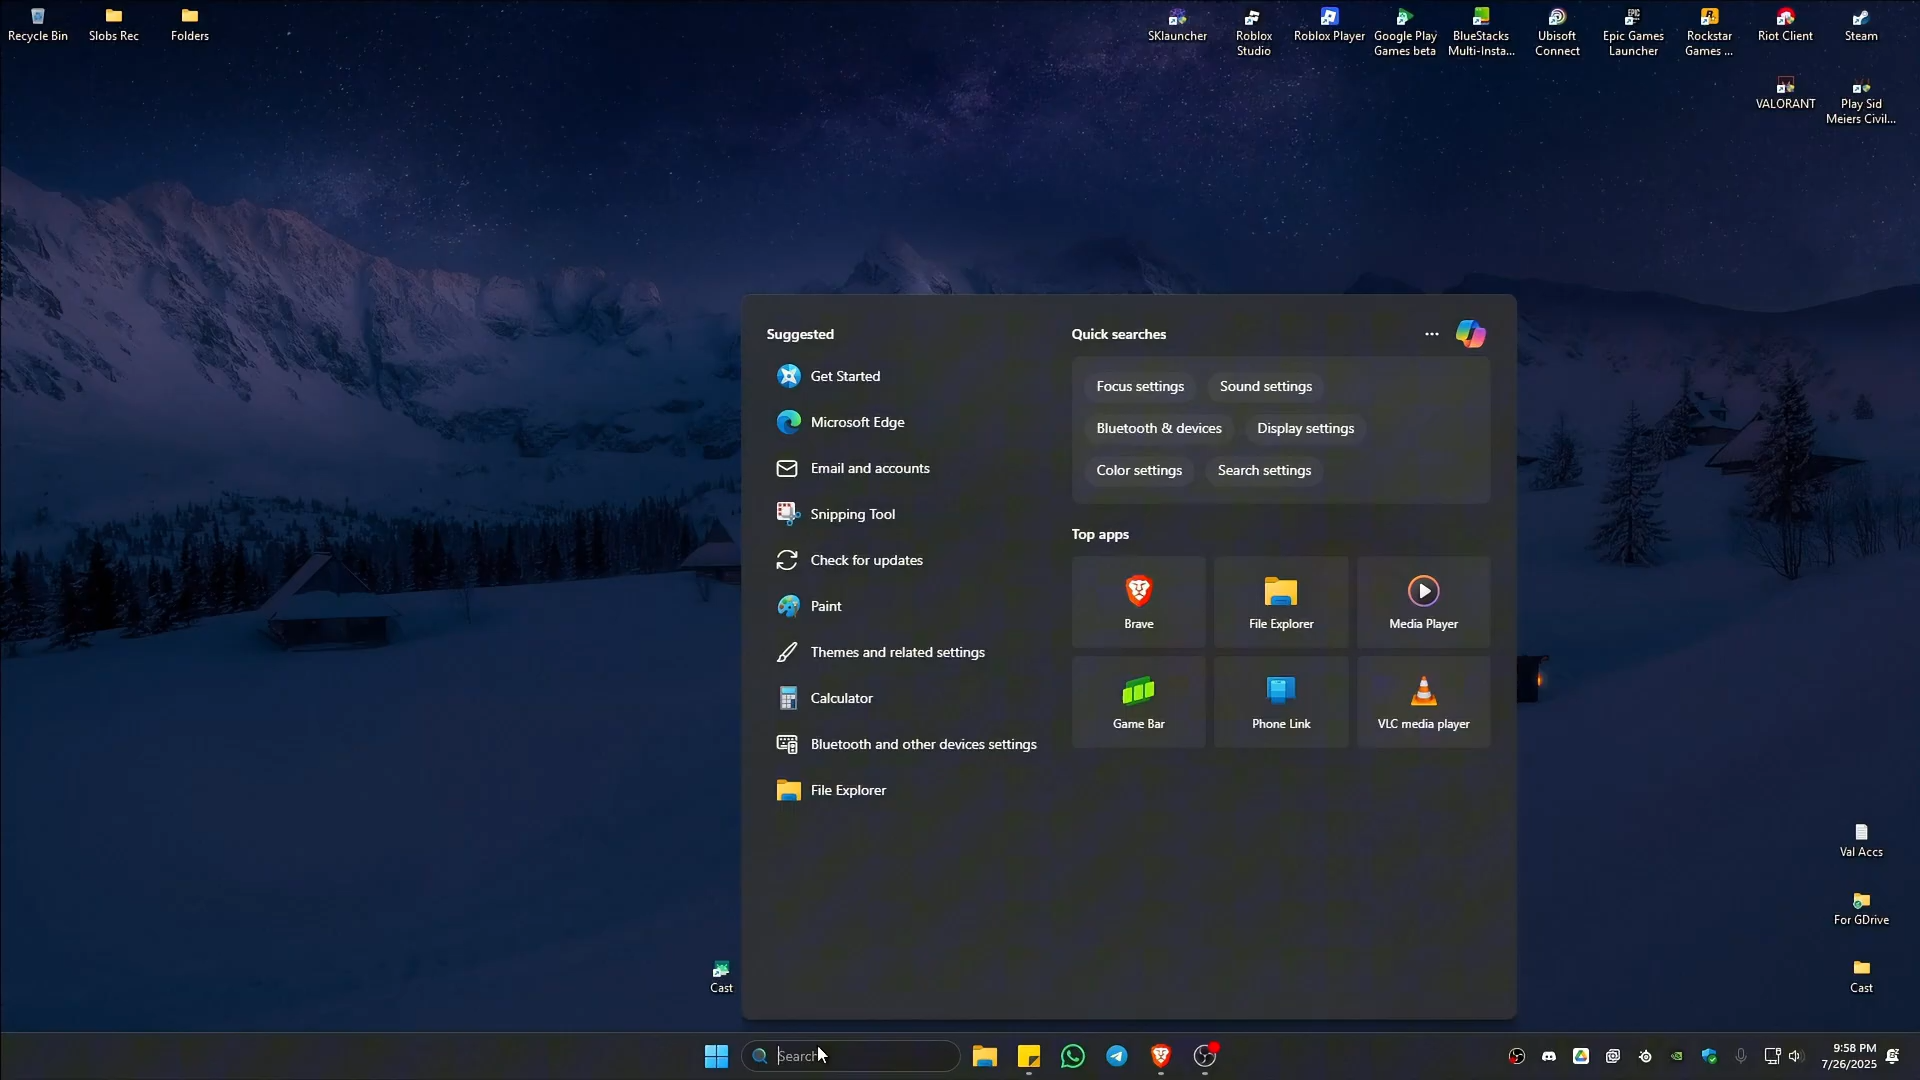 Recycle Bin
Slobs Rec
Folders
SKlauncher
Roblox
Studio
Roblox Player
Google Play
Games beta
BlueStacks
Multi-Insta...
Ubisoft
Connect
Epic Games
Launcher
Rockstar
Games ...
Riot Client
Steam
VALORANT
Play Sid
Meiers Civil...
Suggested
Get Started
Microsoft Edge
Email and accounts
Snipping Tool
Check for updates
Paint
Themes and related settings
Calculator
Bluetooth and other devices settings
File Explorer
Quick searches
Focus settings
Sound settings
Bluetooth & devices
Display settings
Color settings
Search settings
Top apps
Brave
File Explorer
Media Player
Game Bar
Phone Link
VLC media player
Val Accs
For GDrive
Cast
Cast
Search
9:58 PM
7/26/2025